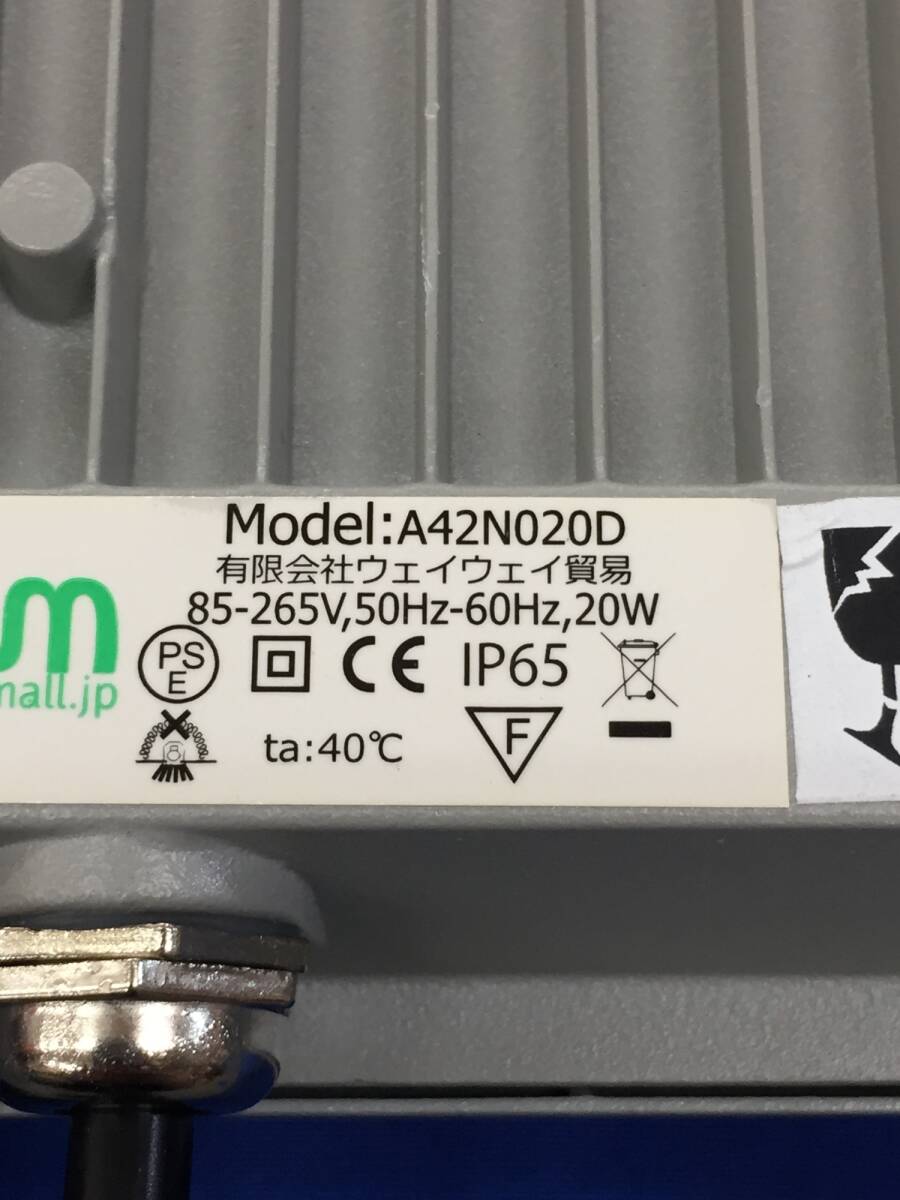 Model:A42N020D
有限会社ウェイウェイ貿易
85-265V,50Hz-60Hz,20W
m
mall.jp
PS
E
CE
IP65
ta:40℃
F